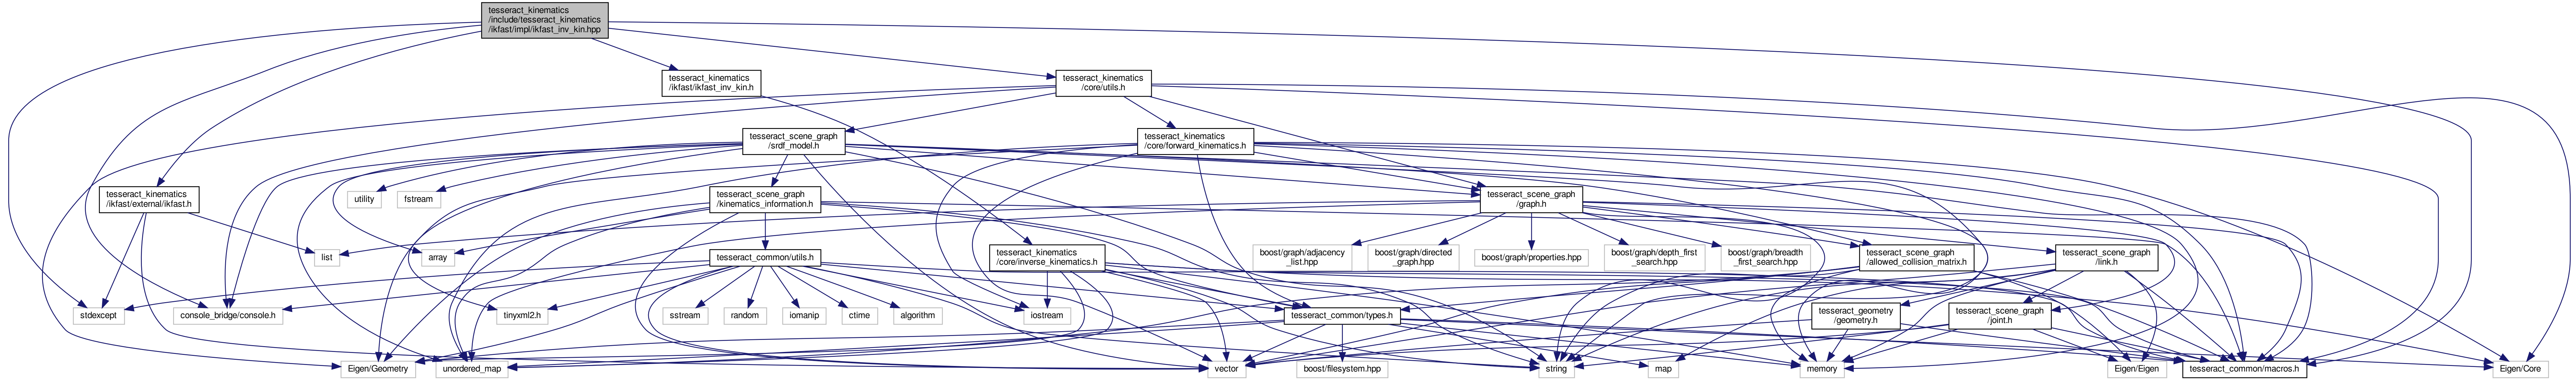 tesseract_kinematics
/include/tesseract_kinematics
/ikfast/impl/ikfast_inv_kin.hpp
tesseract_kinematics
/ikfast/ikfast_inv_kin.h
tesseract_kinematics
/core/utils.h
tesseract_scene_graph
/srdf_model.h
tesseract_kinematics
/core/forward_kinematics.h
tesseract_kinematics
/ikfast/external/ikfast.h
utility
fstream
tesseract_scene_graph
/kinematics_information.h
tesseract_scene_graph
/graph.h
list
array
tesseract_common/utils.h
tesseract_kinematics
/core/inverse_kinematics.h
boost/graph/adjacency
_list.hpp
boost/graph/directed
_graph.hpp
boost/graph/properties.hpp
boost/graph/depth_first
_search.hpp
boost/graph/breadth
_first_search.hpp
tesseract_scene_graph
/allowed_collision_matrix.h
tesseract_scene_graph
/link.h
stdexcept
console_bridge/console.h
tinyxml2.h
sstream
random
iomanip
ctime
algorithm
iostream
tesseract_common/types.h
tesseract_geometry
/geometry.h
tesseract_scene_graph
/joint.h
Eigen/Geometry
unordered_map
vector
boost/filesystem.hpp
string
map
memory
Eigen/Eigen
tesseract_common/macros.h
Eigen/Core